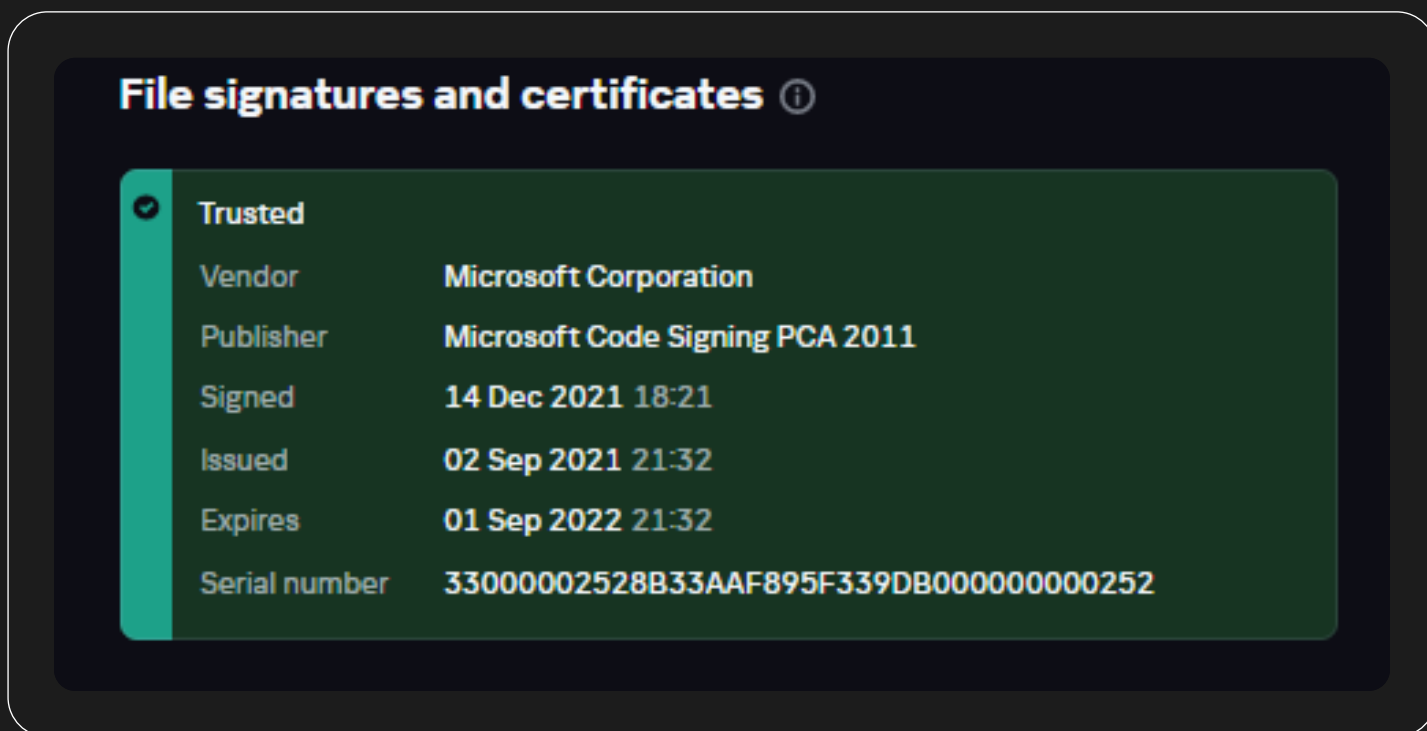 File signatures and certificates
Trusted
Vendor Microsoft Corporation
Publisher Microsoft Code Signing PCA 2011
Signed 14 Dec 2021 18:21
Issued 02 Sep 2021 21:32
Expires 01 Sep 2022 21:32
Serial number 33000002528B33AAF895F339DB000000000252